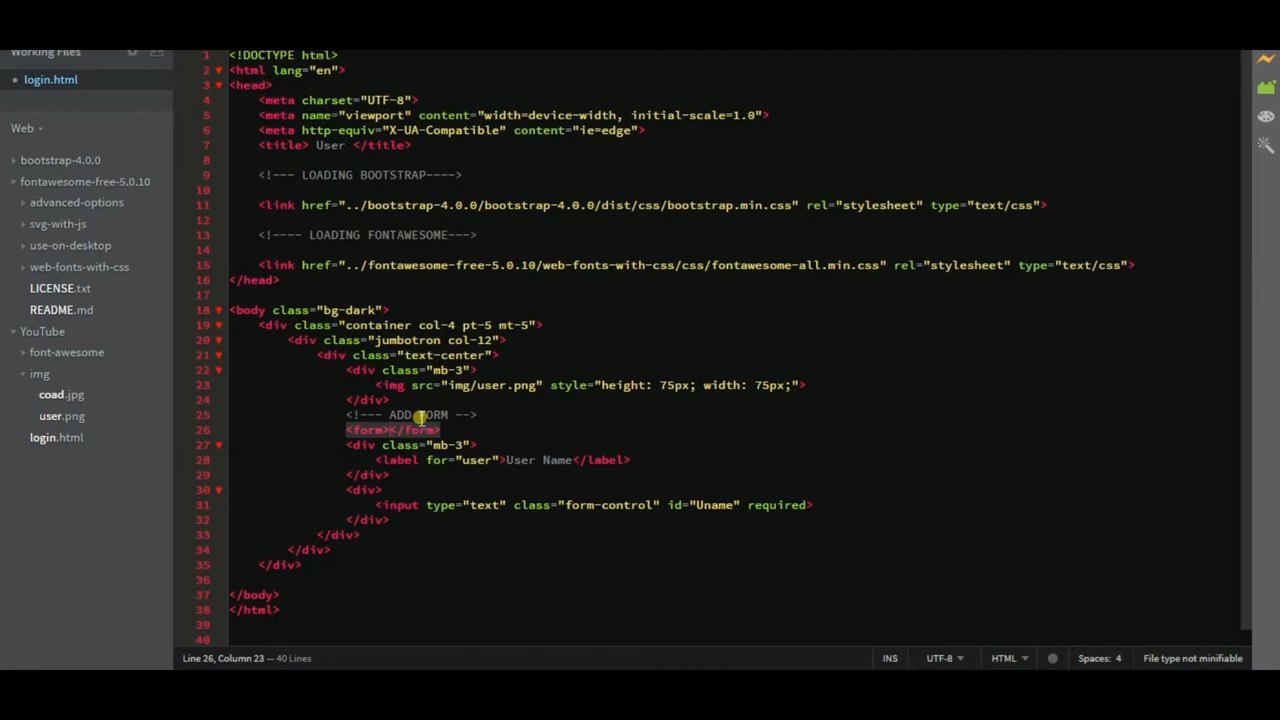 Working Files
login.html
Web
bootstrap-4.0.0
fontawesome-free-5.0.10
advanced-options
svg-with-js
use-on-desktop
web-fonts-with-css
LICENSE.txt
README.md
YouTube
font-awesome
img
coad.jpg
user.png
login.html
1 <!DOCTYPE html>
2 <html lang="en">
3 <head>
4 <meta charset="UTF-8">
5 <meta name="viewport" content="width=device-width, initial-scale=1.0">
6 <meta http-equiv="X-UA-Compatible" content="ie=edge">
7 <title> User </title>
8
9 <!--- LOADING BOOTSTRAP---->
10
11 <link href="../bootstrap-4.0.0/bootstrap-4.0.0/dist/css/bootstrap.min.css" rel="stylesheet" type="text/css">
12
13 <!---- LOADING FONTAWESOME--->
14
15 <link href="../fontawesome-free-5.0.10/web-fonts-with-css/css/fontawesome-all.min.css" rel="stylesheet" type="text/css">
16 </head>
17
18 <body class="bg-dark">
19 <div class="container col-4 pt-5 mt-5">
20 <div class="jumbotron col-12">
21 <div class="text-center">
22 <div class="mb-3">
23 <img src="img/user.png" style="height: 75px; width: 75px;">
24 </div>
25 <!--- ADD FORM -->
26 <form></form>
27 <div class="mb-3">
28 <label for="user">User Name</label>
29 </div>
30 <div>
31 <input type="text" class="form-control" id="Uname" required>
32 </div>
33 </div>
34 </div>
35 </div>
36
37 </body>
38 </html>
39
40
Line 26, Column 23 — 40 Lines
INS
UTF-8
HTML
Spaces: 4
File type not minifiable